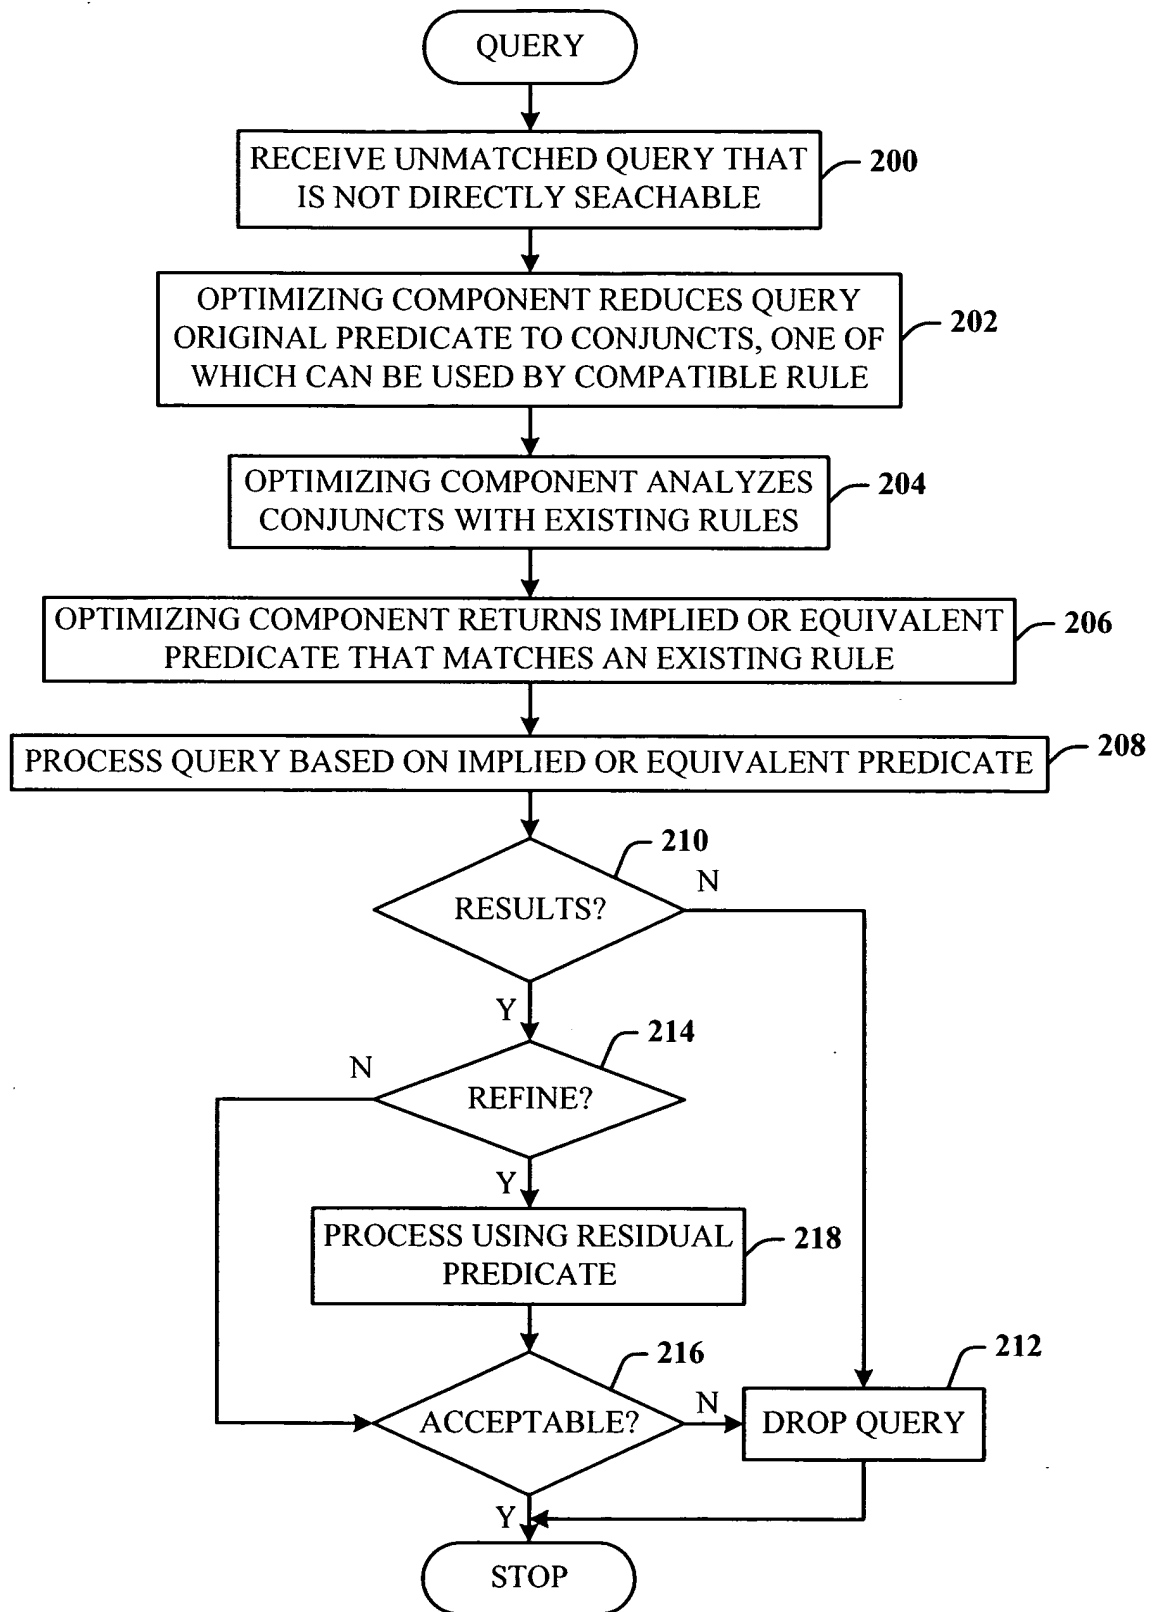 QUERY
RECEIVE UNMATCHED QUERY THAT
IS NOT DIRECTLY SEACHABLE
200
OPTIMIZING COMPONENT REDUCES QUERY
ORIGINAL PREDICATE TO CONJUNCTS, ONE OF
WHICH CAN BE USED BY COMPATIBLE RULE
202
OPTIMIZING COMPONENT ANALYZES
CONJUNCTS WITH EXISTING RULES
204
OPTIMIZING COMPONENT RETURNS IMPLIED OR EQUIVALENT
PREDICATE THAT MATCHES AN EXISTING RULE
206
PROCESS QUERY BASED ON IMPLIED OR EQUIVALENT PREDICATE
208
RESULTS?
210
N
Y
REFINE?
214
N
Y
PROCESS USING RESIDUAL
PREDICATE
218
ACCEPTABLE?
216
N
DROP QUERY
212
Y
STOP